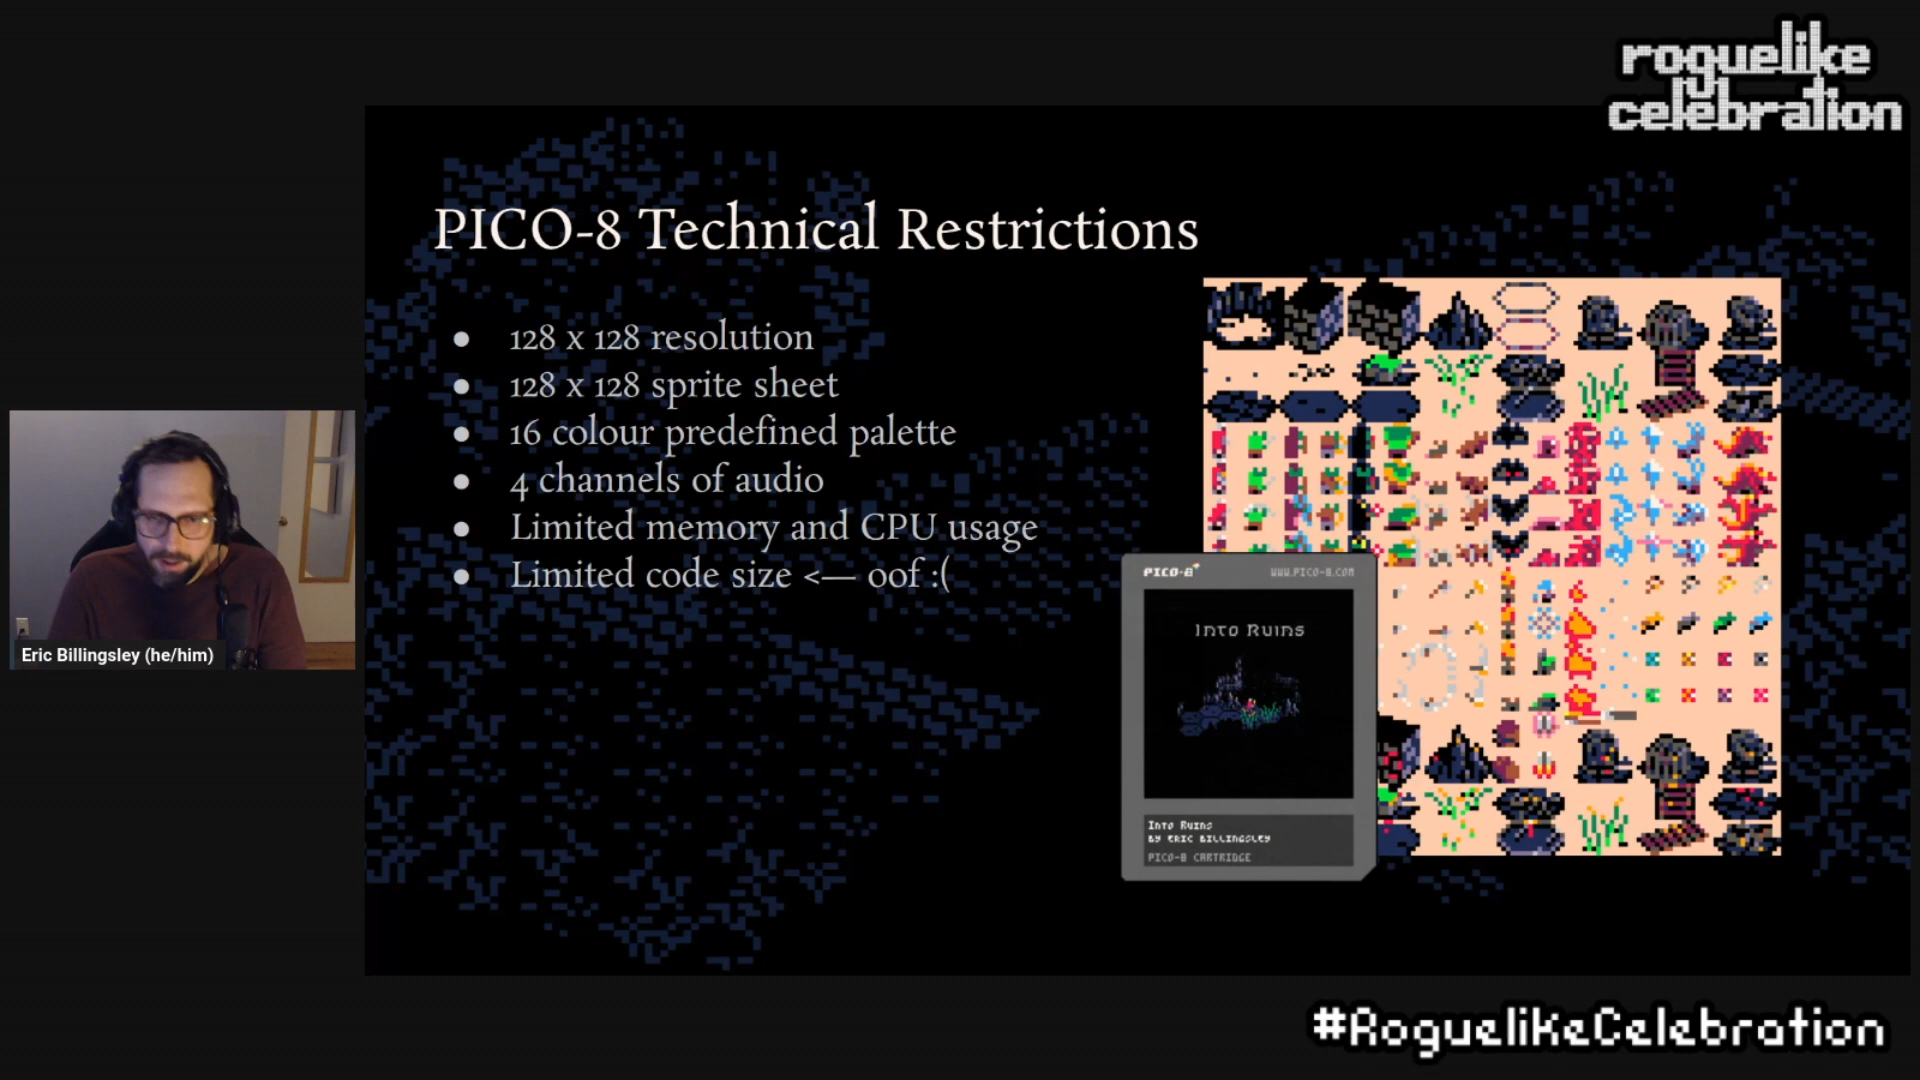 roguelike
celebration
PICO-8 Technical Restrictions
● 128 x 128 resolution
● 128 x 128 sprite sheet
● 16 colour predefined palette
● 4 channels of audio
● Limited memory and CPU usage
● Limited code size <— oof :(
PICO-8
WWW.PICO-8.COM
Into Ruins
Into Ruins
BY ERIC BILLINGSLEY
PICO-8 CARTRIDGE
Eric Billingsley (he/him)
#RoguelikeCelebration